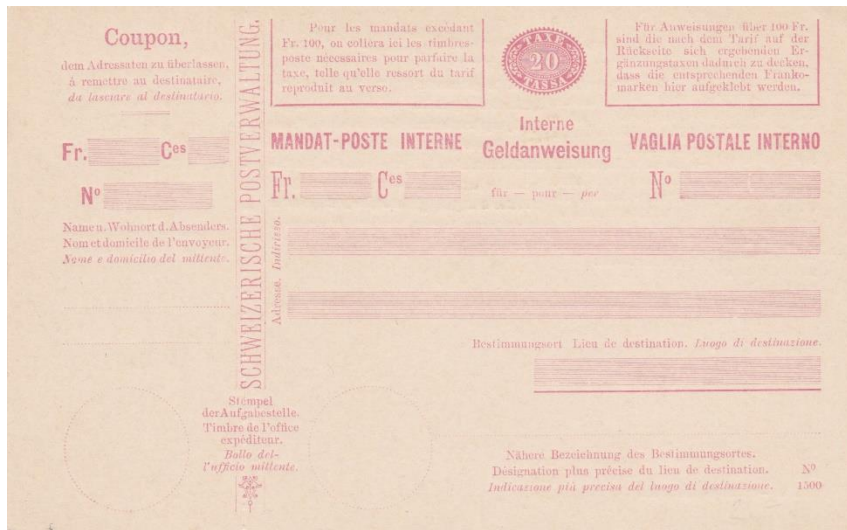 Coupon,
dem Adressaten zu überlassen,
à remettre au destinataire,
da lasciare al destinatario.
Fr. Ces
No
Name u. Wohnort d. Absenders.
Nom et domicile de l'envoyeur.
Nome e domicilio del mittente.
SCHWEIZERISCHE POSTVERWALTUNG.
Pour les mandats excédant
Fr. 100, on collera ici les timbres-
poste nécessaires pour parfaire la
taxe, telle qu'elle ressort du tarif
reproduit au verso.
TAXE
20
TASSA
Für Anweisungen über 100 Fr.
sind die nach dem Tarif auf der
Rückseite sich ergebenden Er-
gänzungstaxen dadurch zu decken,
dass die entsprechenden Franko-
marken hier aufgeklebt werden.
MANDAT-POSTE INTERNE
Interne
Geldanweisung
VAGLIA POSTALE INTERNO
Fr. Ces
für — pour — per
No
Adresse. Indirizzo.
Bestimmungsort Lieu de destination. Luogo di destinazione.
Stempel
der Aufgabestelle.
Timbre de l'office
expéditeur.
Bollo del-
l'ufficio mittente.
Nähere Bezeichnung des Bestimmungsortes.
Désignation plus précise du lieu de destination. No
Indicazione più precisa del luogo di destinazione. 1500